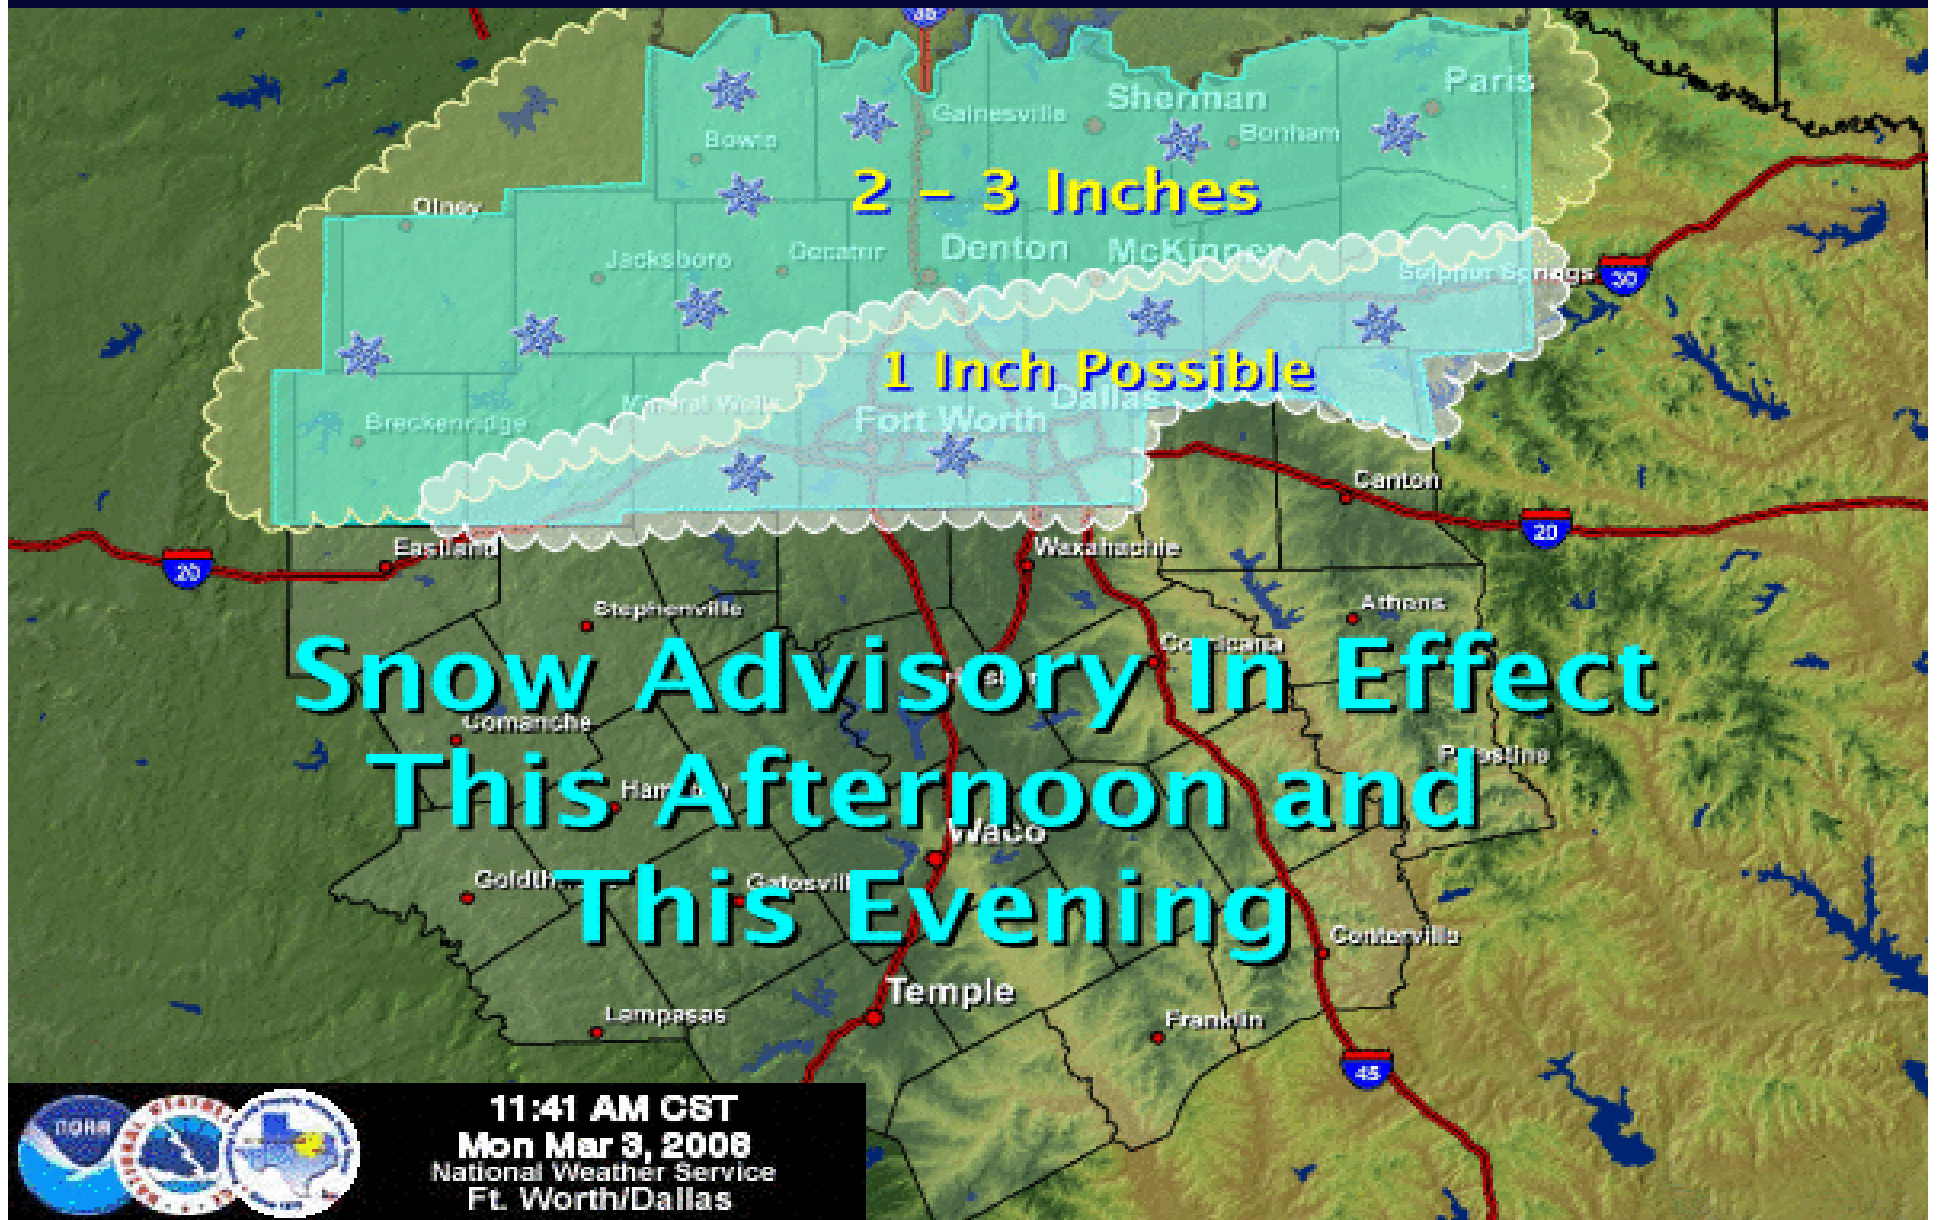 35
Paris
Sherman
Gainesville
Bonham
Bowie
2 - 3 Inches
Olney
Denton
McKinney
Jacksboro
Decatur
Sulphur Springs
30
1 Inch Possible
Mineral Wells
Dallas
Fort Worth
Breckenridge
Canton
20
Eastland
Waxahachie
20
Stephenville
Athens
Corsicana
Snow Advisory In Effect
Comanche
Palestine
This Afternoon and
Waco
This Evening
Centerville
Temple
Lampasas
Franklin
45
NOAA
11:41 AM CST
Mon Mar 3, 2008
National Weather Service
Ft. Worth/Dallas